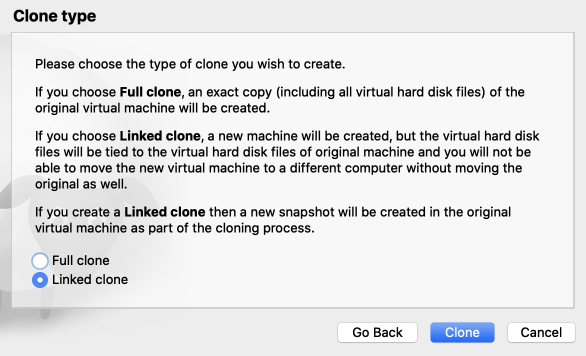 Clone type
Please choose the type of clone you wish to create.
If you choose Full clone, an exact copy (including all virtual hard disk files) of the
original virtual machine will be created.
If you choose Linked clone, a new machine will be created, but the virtual hard disk
files will be tied to the virtual hard disk files of original machine and you will not be
able to move the new virtual machine to a different computer without moving the
original as well.
If you create a Linked clone then a new snapshot will be created in the original
virtual machine as part of the cloning process.
Full clone
Linked clone
Go Back
Clone
Cancel